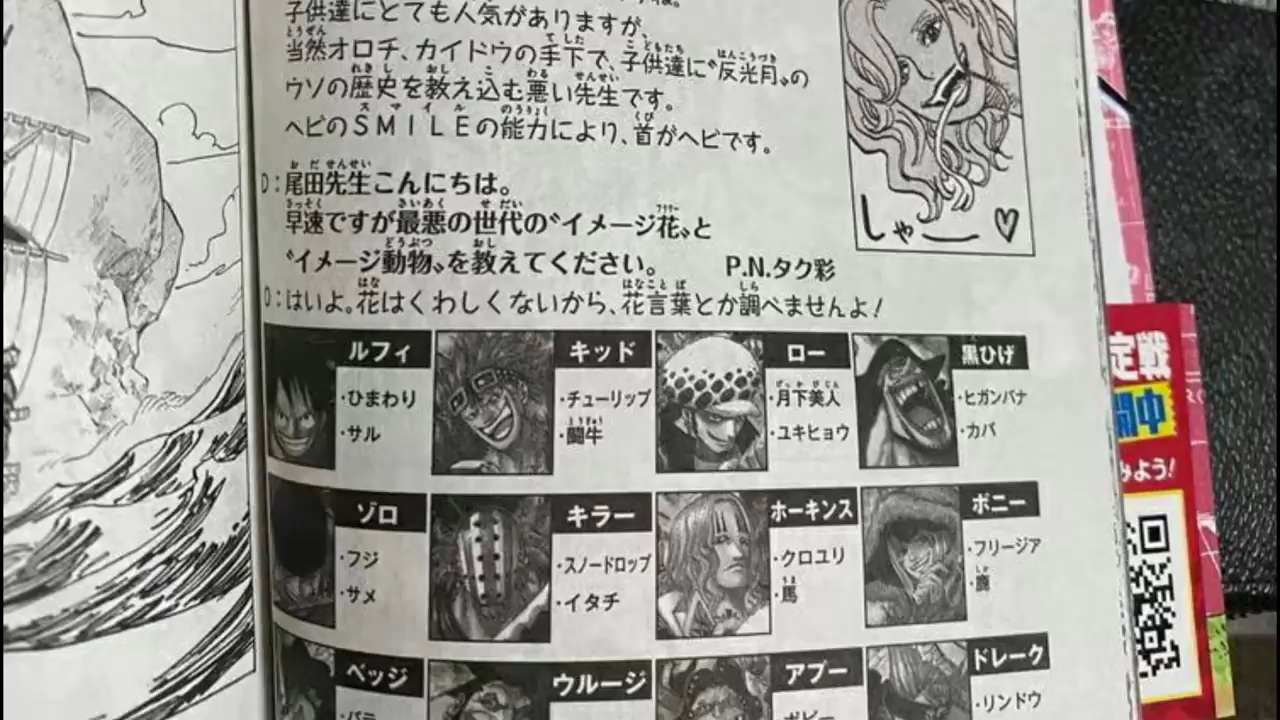 子供達にとても人気がありますが、
当然オロチ、カイドウの手下で、子供達に〝反光月〟の
ウソの歴史を教え込む悪い先生です。
ヘビのSMILEの能力により、首がヘビです。
しゃー♡
D:尾田先生こんにちは。
早速ですが最悪の世代の〝イメージ花〟と
〝イメージ動物〟を教えてください。 P.N.タク彩
O:はいよ。花はくわしくないから、花言葉とか調べませんよ!
ルフィ
・ひまわり
・サル
キッド
・チューリップ
・闘牛
ロー
・月下美人
・ユキヒョウ
黒ひげ
・ヒガンバナ
・カバ
ゾロ
・フジ
・サメ
キラー
・スノードロップ
・イタチ
ホーキンス
・クロユリ
・馬
ボニー
・フリージア
・鹿
ベッジ
・バラ
ウルージ
アプー
・ポピー
ドレーク
・リンドウ
定戦
開中
みよう!